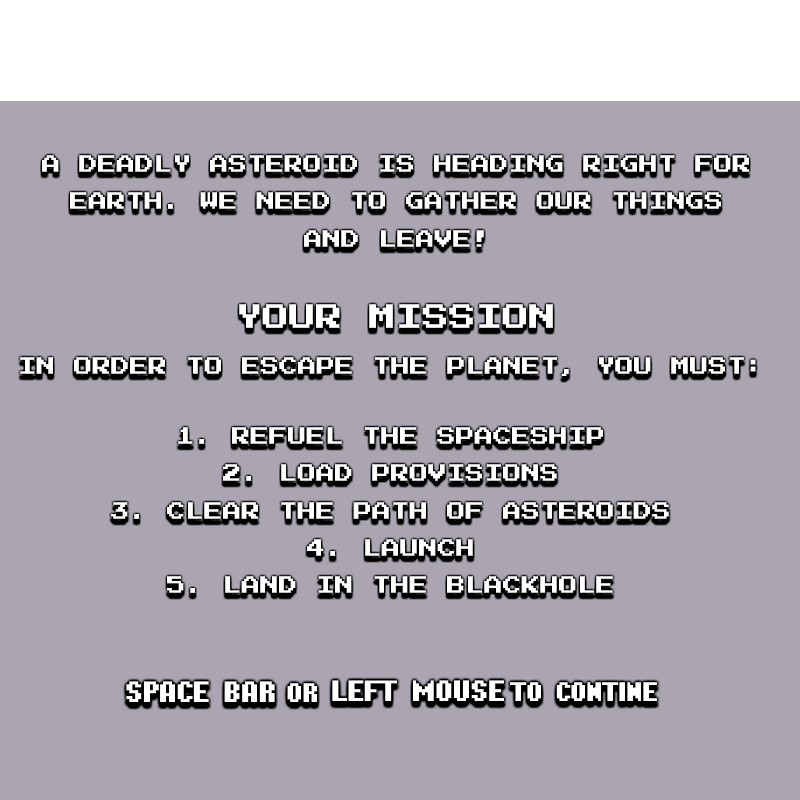 A DEADLY ASTEROID IS HEADING RIGHT FOR
EARTH. WE NEED TO GATHER OUR THINGS
AND LEAVE!
YOUR MISSION
IN ORDER TO ESCAPE THE PLANET, YOU MUST:
1. REFUEL THE SPACESHIP
2. LOAD PROVISIONS
3. CLEAR THE PATH OF ASTEROIDS
4. LAUNCH
5. LAND IN THE BLACKHOLE
SPACE BAR OR LEFT MOUSE TO CONTINE